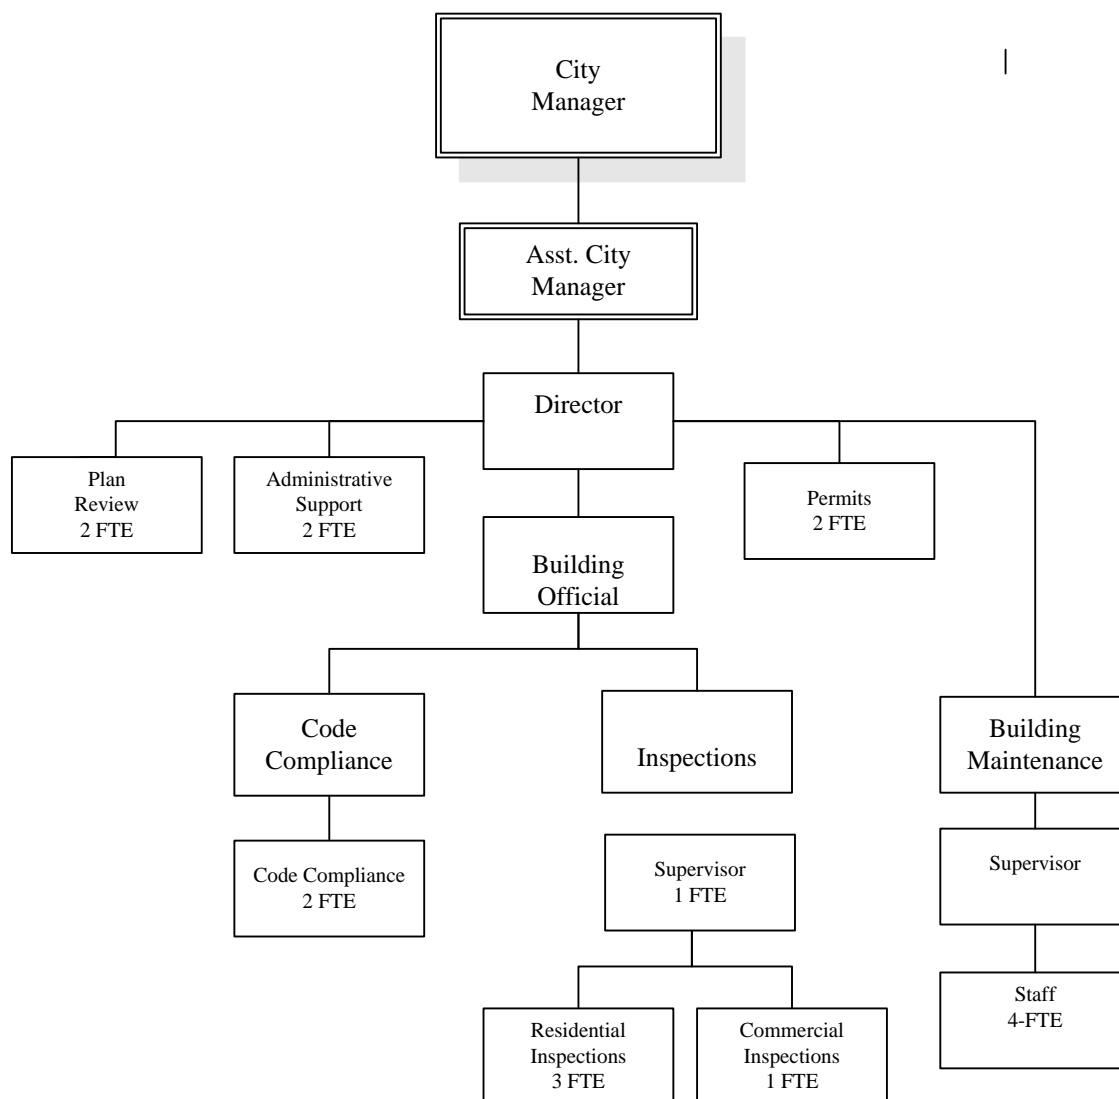 City
Manager
Asst. City
Manager
Director
Plan
Review
2 FTE
Administrative
Support
2 FTE
Permits
2 FTE
Building
Official
Code
Compliance
Inspections
Building
Maintenance
Code Compliance
2 FTE
Supervisor
1 FTE
Supervisor
Residential
Inspections
3 FTE
Commercial
Inspections
1 FTE
Staff
4-FTE